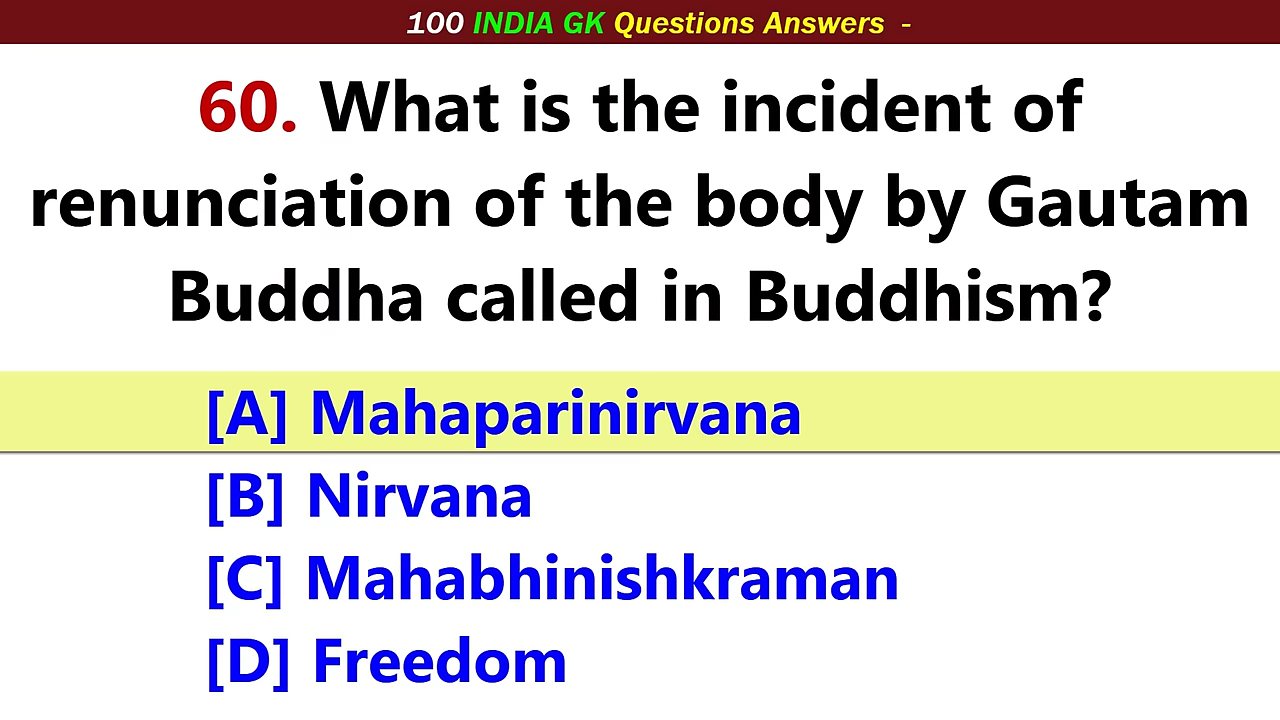 100 INDIA GK Questions Answers -
60. What is the incident of
renunciation of the body by Gautam
Buddha called in Buddhism?
[A] Mahaparinirvana
[B] Nirvana
[C] Mahabhinishkraman
[D] Freedom